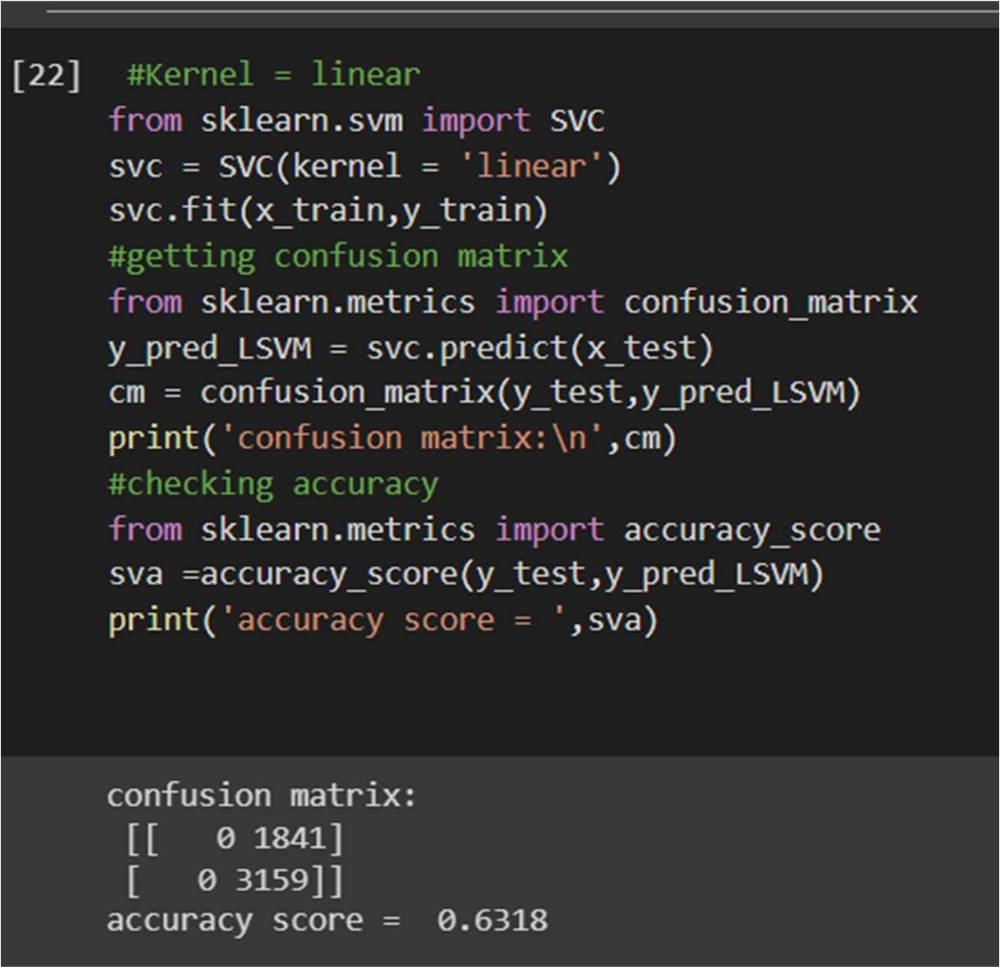 [22] #Kernel = linear
from sklearn.svm import SVC
svc = SVC(kernel = 'linear')
svc.fit(x_train,y_train)
#getting confusion matrix
from sklearn.metrics import confusion_matrix
y_pred_LSVM = svc.predict(x_test)
cm = confusion_matrix(y_test,y_pred_LSVM)
print('confusion matrix:\n',cm)
#checking accuracy
from sklearn.metrics import accuracy_score
sva =accuracy_score(y_test,y_pred_LSVM)
print('accuracy score = ',sva)
confusion matrix:
[[   0 1841]
[   0 3159]]
accuracy score =  0.6318